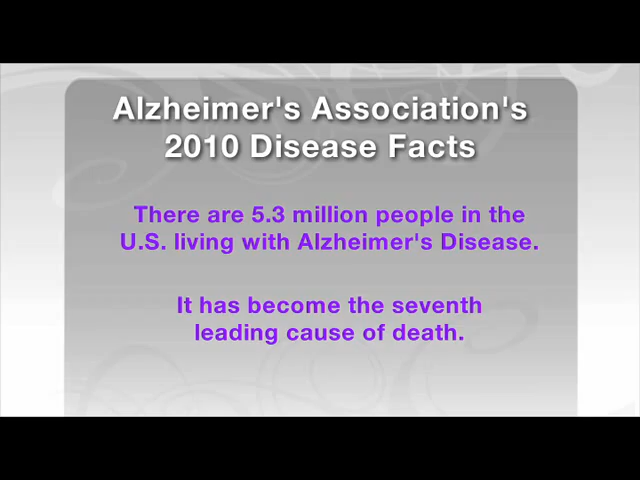 Alzheimer's Association's
2010 Disease Facts
There are 5.3 million people in the
U.S. living with Alzheimer's Disease.
It has become the seventh
leading cause of death.